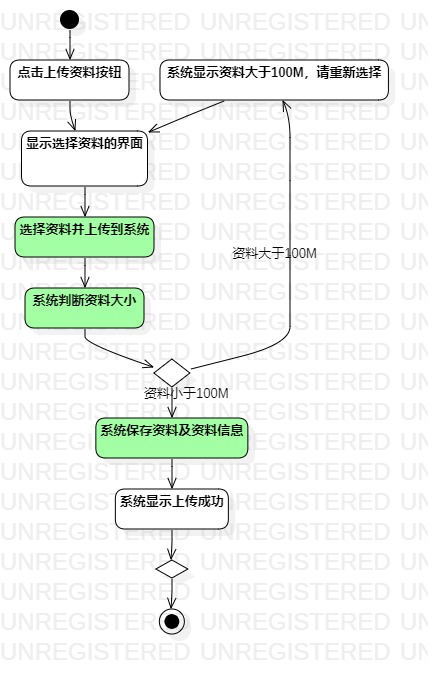 点击上传资料按钮
系统显示资料大于100M，请重新选择
显示选择资料的界面
选择资料并上传到系统
资料大于100M
系统判断资料大小
资料小于100M
系统保存资料及资料信息
系统显示上传成功
UNREGISTERED